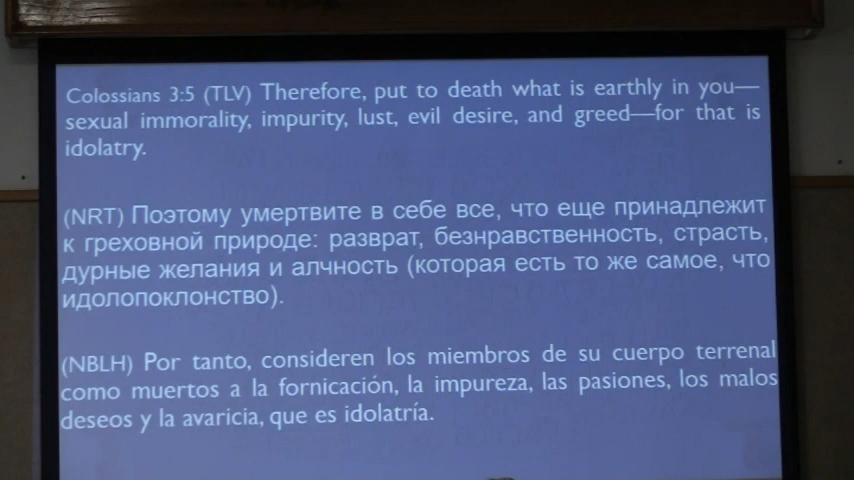 Colossians 3:5 (TLV) Therefore, put to death what is earthly in you—
sexual immorality, impurity, lust, evil desire, and greed—for that is
idolatry.
(NRT) Поэтому умертвите в себе все, что еще принадлежит
к греховной природе: разврат, безнравственность, страсть,
дурные желания и алчность (которая есть то же самое, что
идолопоклонство).
(NBLH) Por tanto, consideren los miembros de su cuerpo terrenal
como muertos a la fornicación, la impureza, las pasiones, los malos
deseos y la avaricia, que es idolatría.